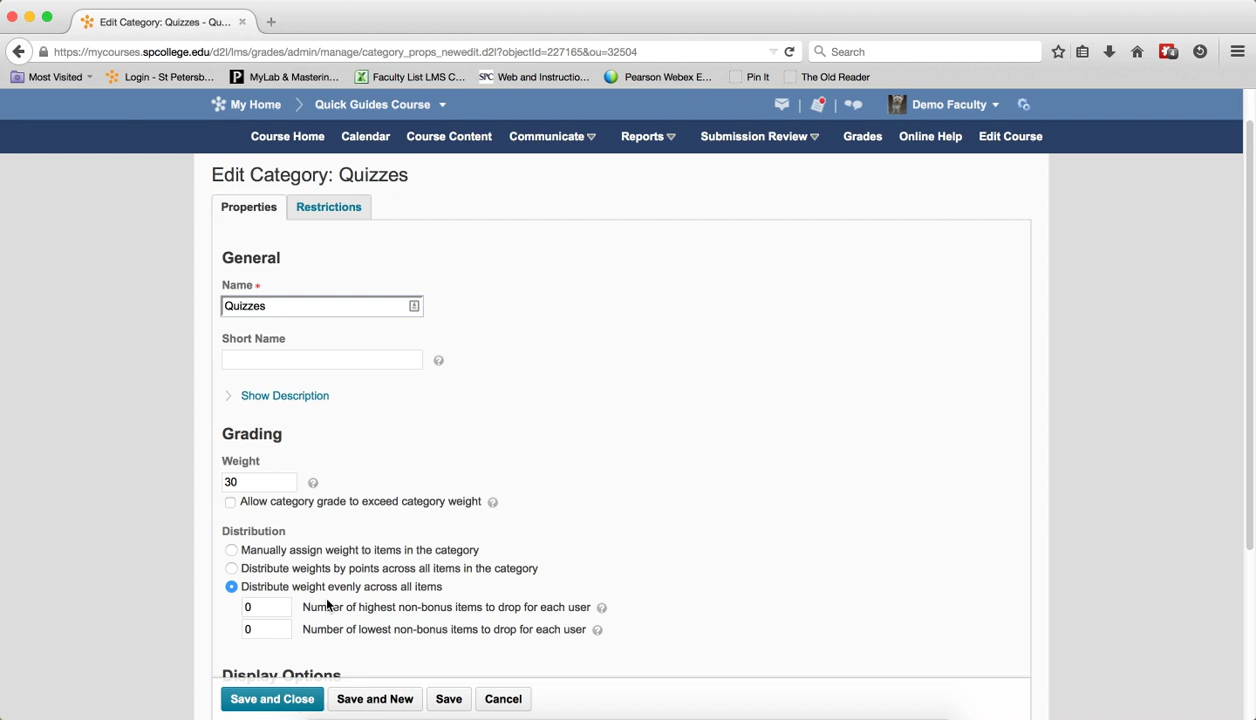 Edit Category: Quizzes - Qu...
https://mycourses.spcollege.edu/d2l/lms/grades/admin/manage/category_props_newedit.d2l?objectId=227165&ou=32504
Search
Most Visited
Login - St Petersb...
MyLab & Masterin...
Faculty List LMS C...
SPC Web and Instructio...
Pearson Webex E...
Pin It
The Old Reader
My Home
Quick Guides Course
Demo Faculty
Course Home
Calendar
Course Content
Communicate
Reports
Submission Review
Grades
Online Help
Edit Course
Edit Category: Quizzes
Properties
Restrictions
General
Name *
Quizzes
Short Name
Show Description
Grading
Weight
30
Allow category grade to exceed category weight
Distribution
Manually assign weight to items in the category
Distribute weights by points across all items in the category
Distribute weight evenly across all items
0 Number of highest non-bonus items to drop for each user
0 Number of lowest non-bonus items to drop for each user
Display Options
Save and Close
Save and New
Save
Cancel